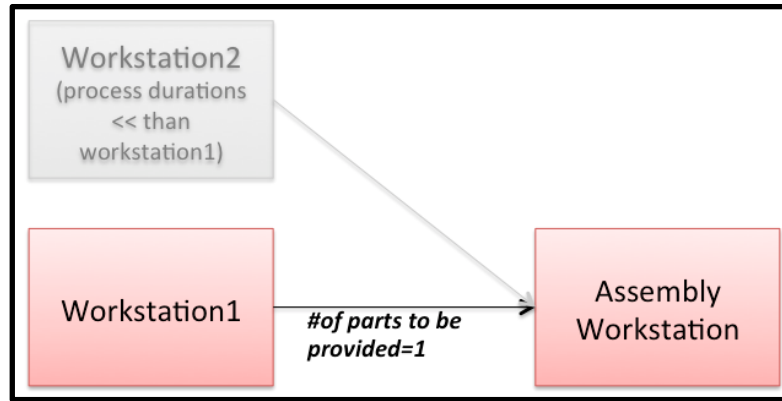 Workstation2
(process durations
<< than
workstation1)
Workstation1
#of parts to be
provided=1
Assembly
Workstation